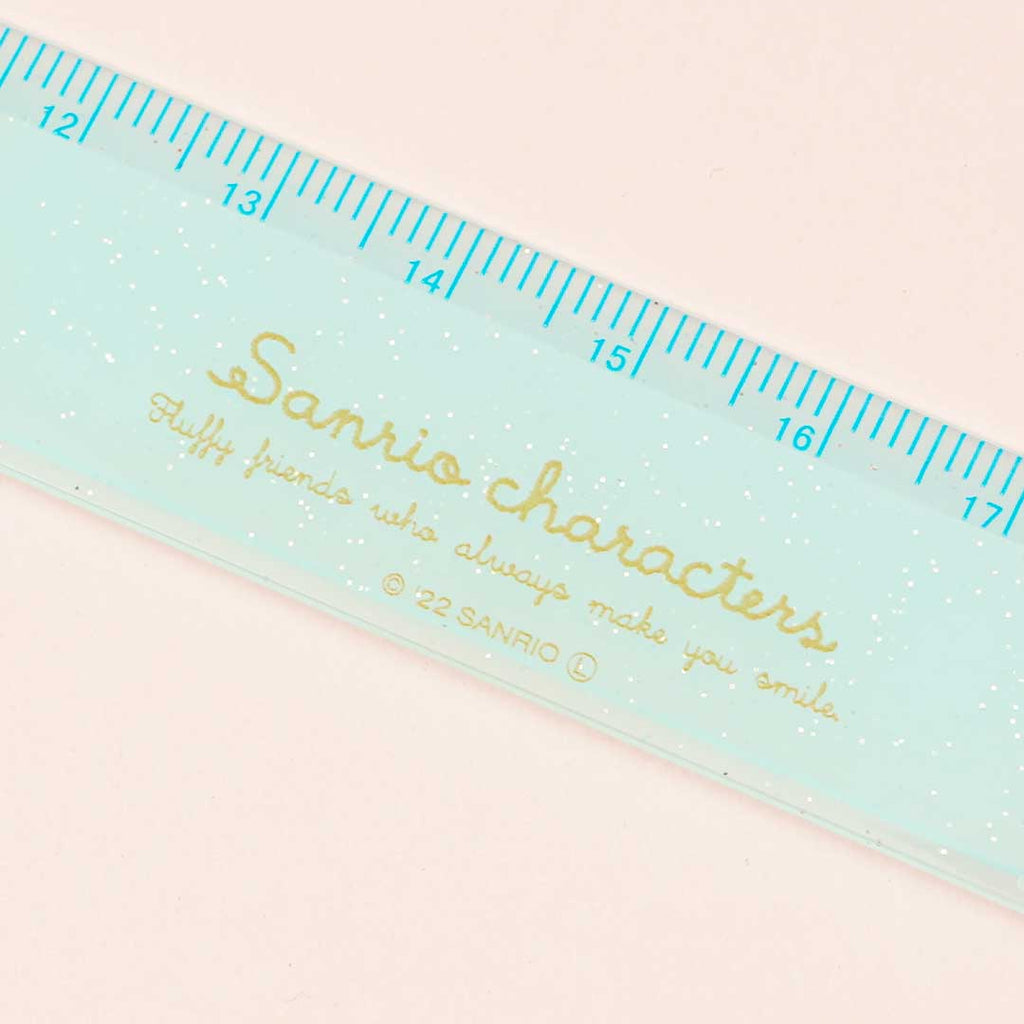 12 13 14 15 16 17
Sanrio characters
Fluffy friends who always make you smile.
© '22 SANRIO Ⓛ